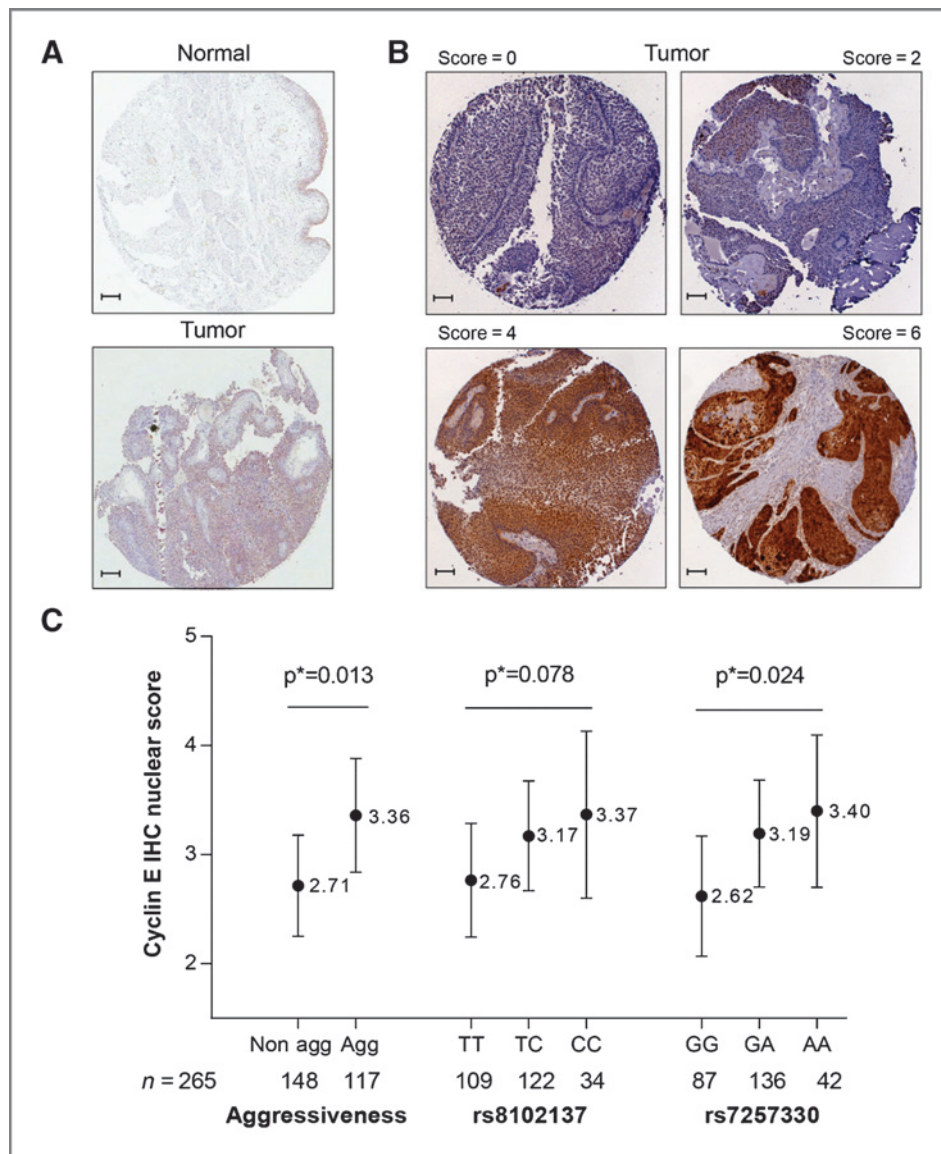 A
Normal
Tumor
B
Score = 0
Tumor
Score = 2
Score = 4
Score = 6
C
Cyclin E IHC nuclear score
5
4
3
2
p*=0.013
p*=0.078
p*=0.024
2.71
3.36
2.76
3.17
3.37
2.62
3.19
3.40
Non agg Agg TT TC CC GG GA AA
n = 265 148 117 109 122 34 87 136 42
Aggressiveness rs8102137 rs7257330